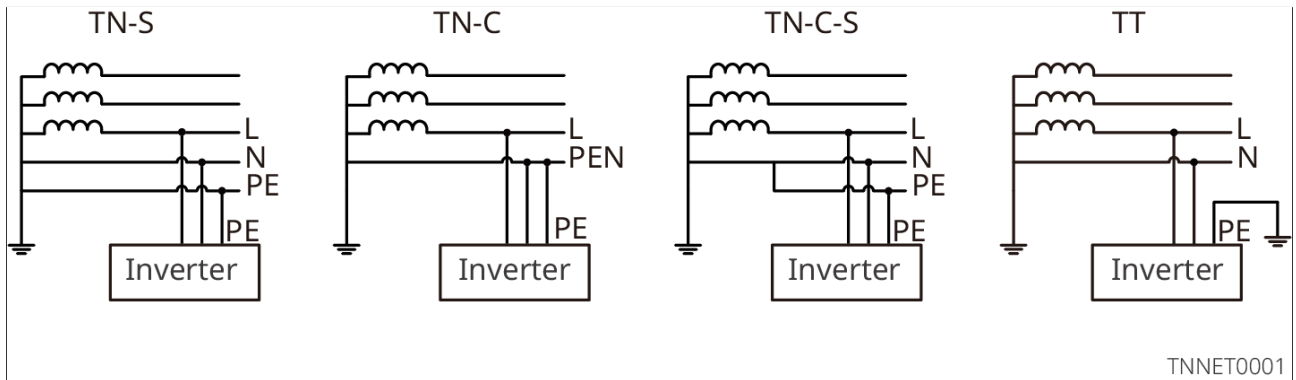 TN-S TN-C TN-C-S TT
L L L L
N PEN N N
PE PE
PE PE PE PE
Inverter Inverter Inverter Inverter
TNNET0001